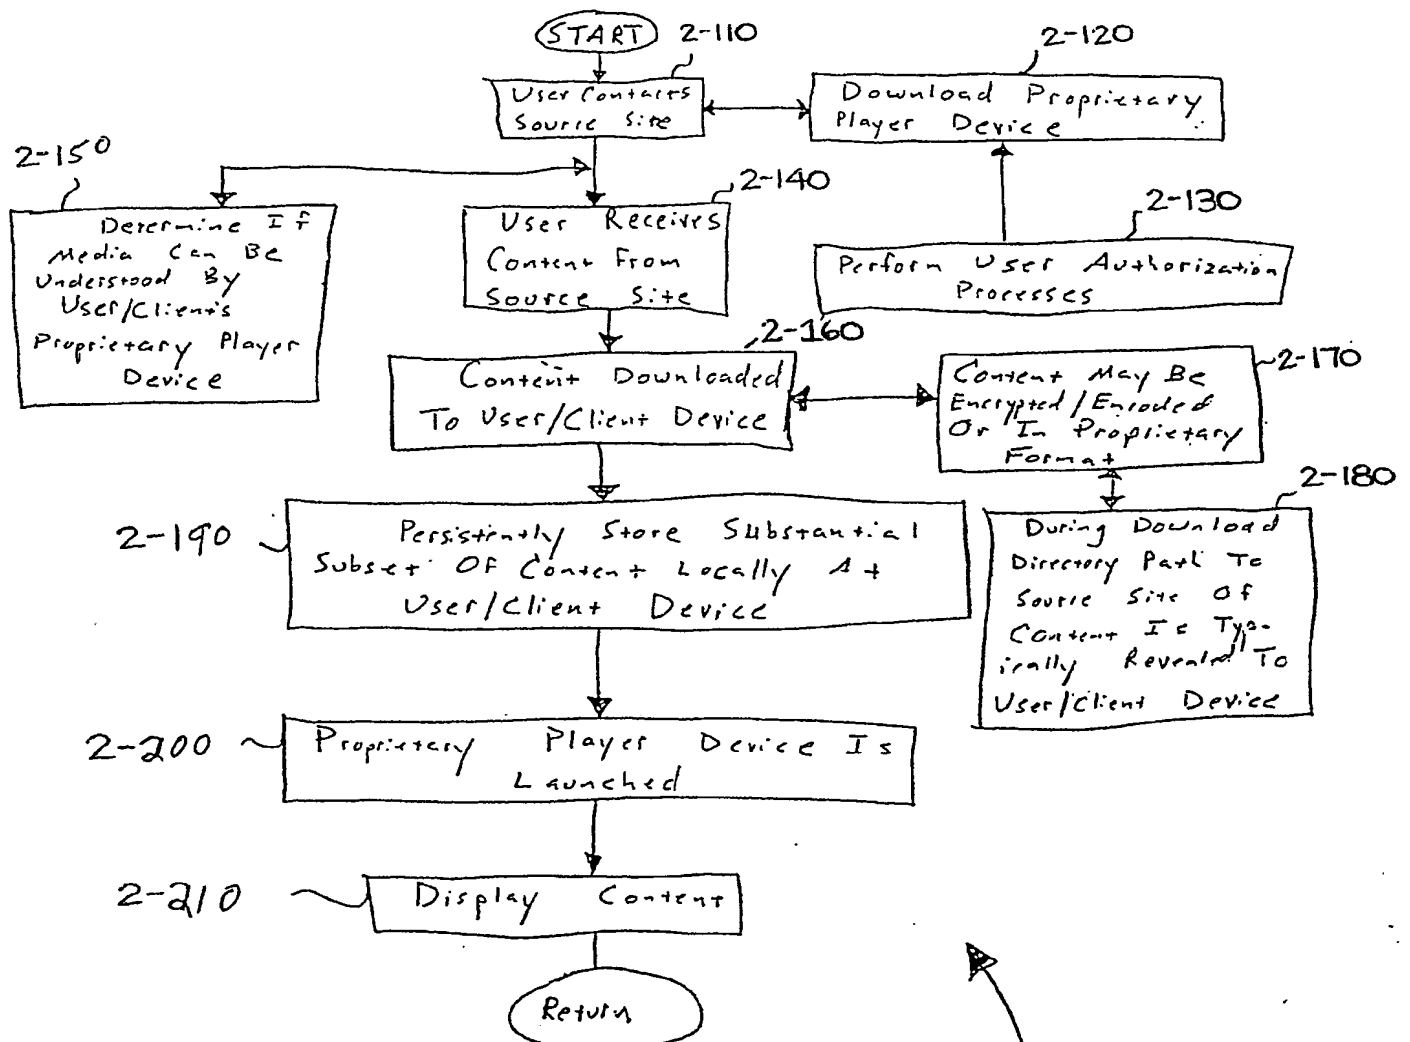 START
2-110
User Contacts
Source Site
2-120
Download Proprietary
Player Device
2-150
Determine If
Media Can Be
Understood By
User/Client's
Proprietary Player
Device
2-140
User Receives
Content From
Source Site
2-130
Perform User Authorization
Processes
2-160
Content Downloaded
To User/Client Device
2-170
Content May Be
Encrypted/Encoded
Or In Proprietary
Format
2-180
During Download
Directory Path To
Source Site Of
Content Is Typ-
ically Revealed To
User/Client Device
2-190
Persistently Store Substantial
Subset Of Content Locally At
User/Client Device
2-200
Proprietary Player Device Is
Launched
2-210
Display Content
Return